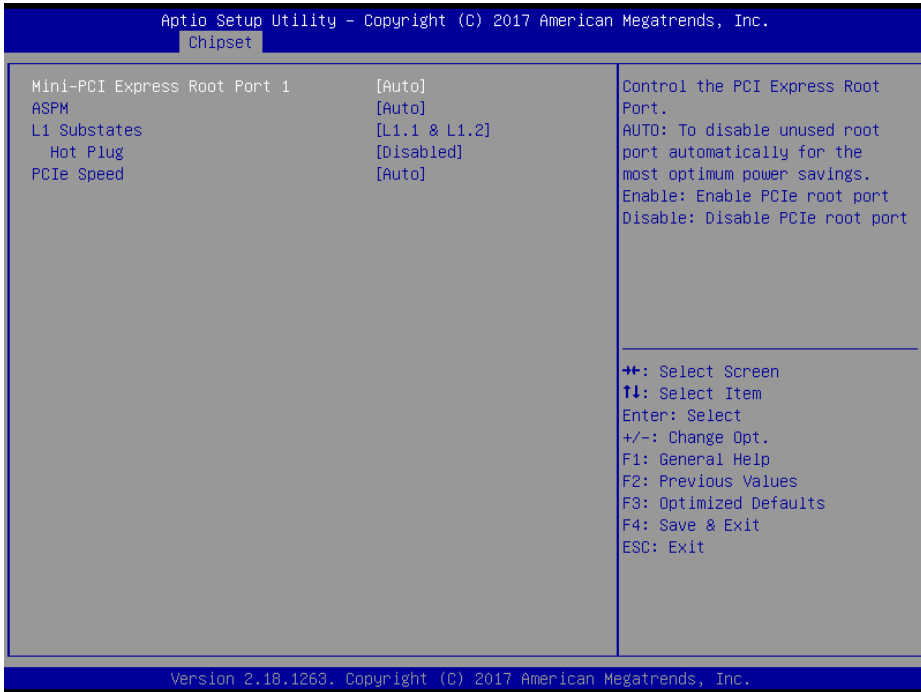 Aptio Setup Utility – Copyright (C) 2017 American Megatrends, Inc.
Chipset
Mini-PCI Express Root Port 1 [Auto]
ASPM [Auto]
L1 Substates [L1.1 & L1.2]
Hot Plug [Disabled]
PCIe Speed [Auto]
Control the PCI Express Root
Port.
AUTO: To disable unused root
port automatically for the
most optimum power savings.
Enable: Enable PCIe root port
Disable: Disable PCIe root port
→←: Select Screen
↑↓: Select Item
Enter: Select
+/-: Change Opt.
F1: General Help
F2: Previous Values
F3: Optimized Defaults
F4: Save & Exit
ESC: Exit
Version 2.18.1263. Copyright (C) 2017 American Megatrends, Inc.